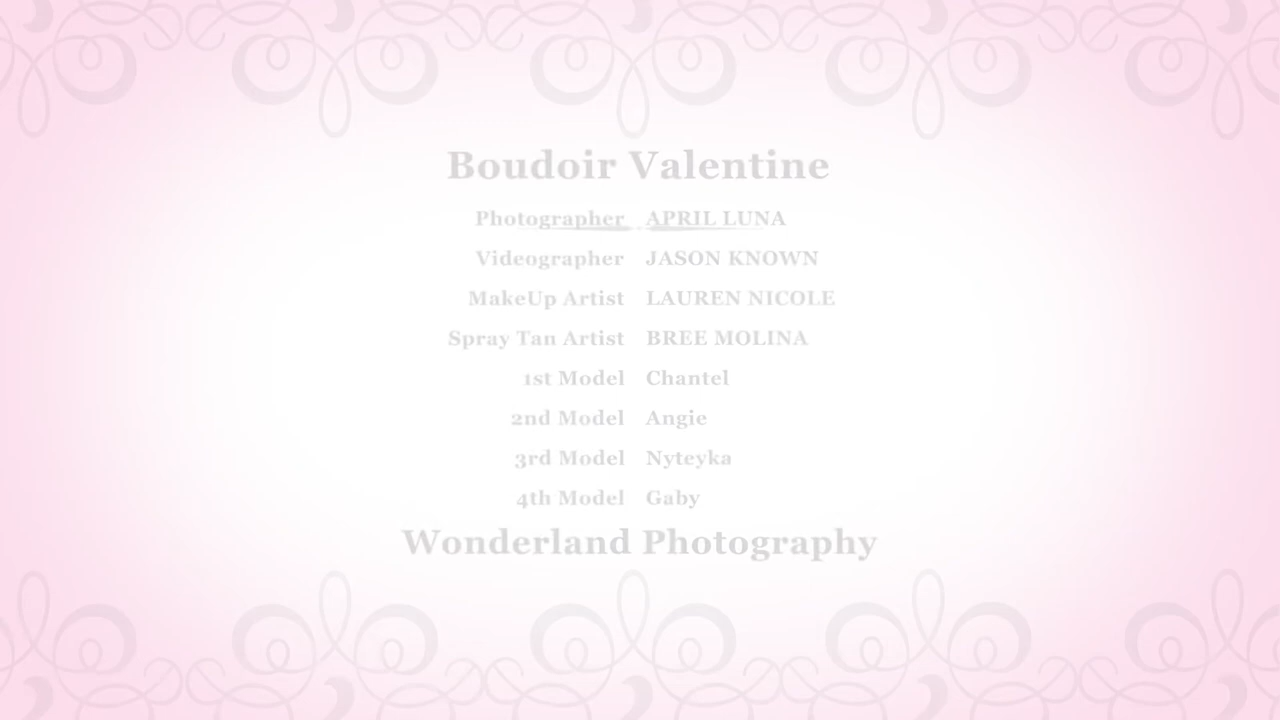 Boudoir Valentine
Photographer APRIL LUNA
Videographer JASON KNOWN
MakeUp Artist LAUREN NICOLE
Spray Tan Artist BREE MOLINA
1st Model Chantel
2nd Model Angie
3rd Model Nyteyka
4th Model Gaby
Wonderland Photography